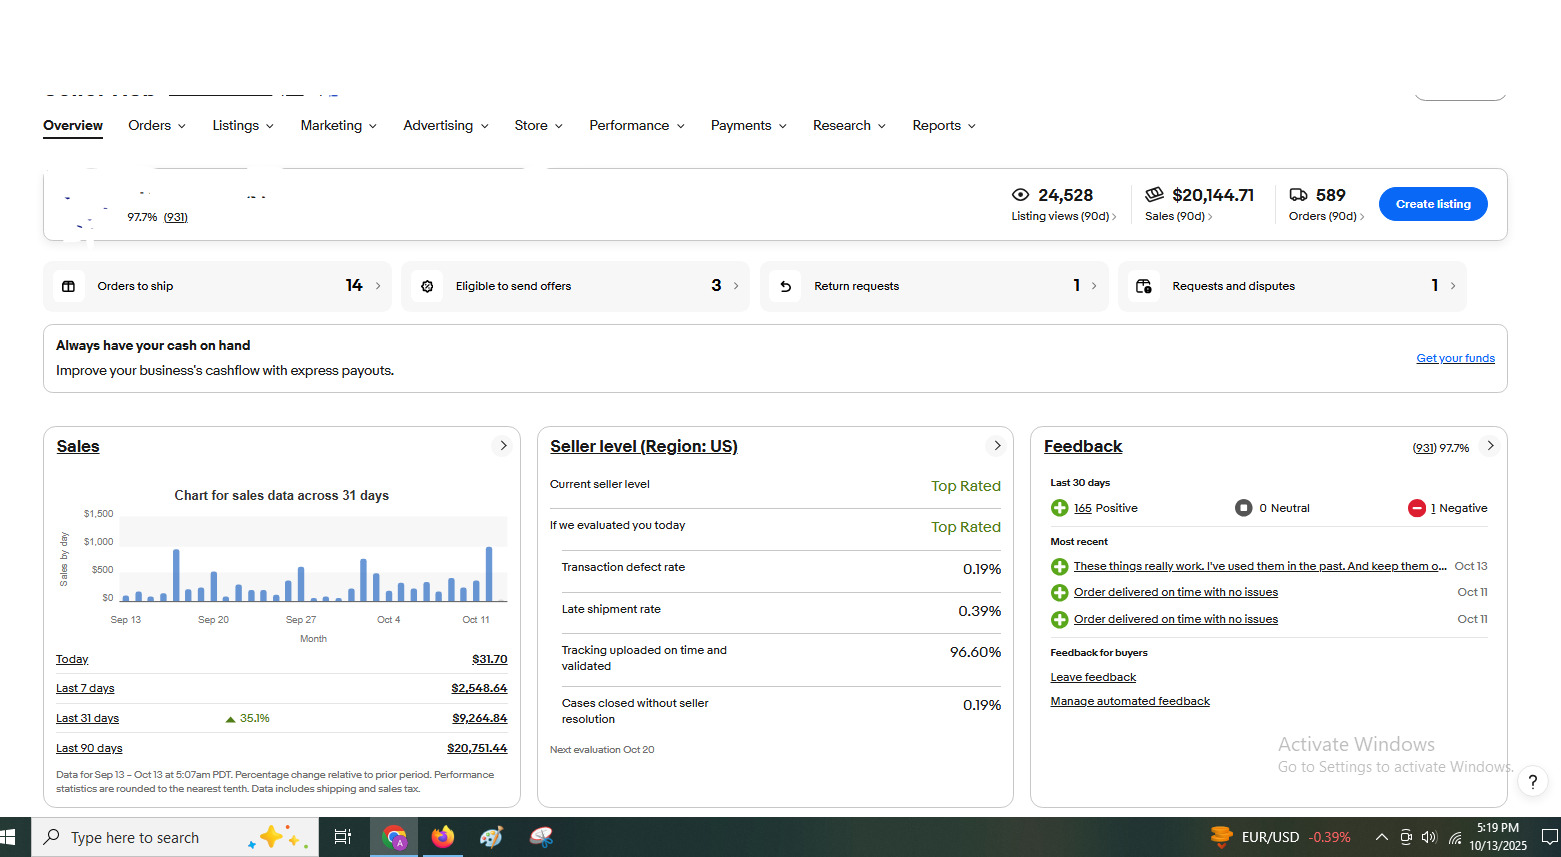 Overview Orders Listings Marketing Advertising Store Performance Payments Research Reports
97.7% (931)
24,528
Listing views (90d)
$20,144.71
Sales (90d)
589
Orders (90d)
Create listing
Orders to ship 14
Eligible to send offers 3
Return requests 1
Requests and disputes 1
Always have your cash on hand
Improve your business's cashflow with express payouts.
Get your funds
Sales
Chart for sales data across 31 days
Sales by day
$1,500
$1,000
$500
$0
Sep 13 Sep 20 Sep 27 Oct 4 Oct 11
Month
Today $31.70
Last 7 days $2,548.64
Last 31 days 35.1% $9,264.84
Last 90 days $20,751.44
Data for Sep 13 - Oct 13 at 5:07am PDT. Percentage change relative to prior period. Performance
statistics are rounded to the nearest tenth. Data includes shipping and sales tax.
Seller level (Region: US)
Current seller level Top Rated
If we evaluated you today Top Rated
Transaction defect rate 0.19%
Late shipment rate 0.39%
Tracking uploaded on time and 96.60%
validated
Cases closed without seller 0.19%
resolution
Next evaluation Oct 20
Feedback (931) 97.7%
Last 30 days
165 Positive 0 Neutral 1 Negative
Most recent
These things really work. I've used them in the past. And keep them o... Oct 13
Order delivered on time with no issues Oct 11
Order delivered on time with no issues Oct 11
Feedback for buyers
Leave feedback
Manage automated feedback
Activate Windows
Go to Settings to activate Windows.
?
Type here to search
A
EUR/USD -0.39%
5:19 PM
10/13/2025